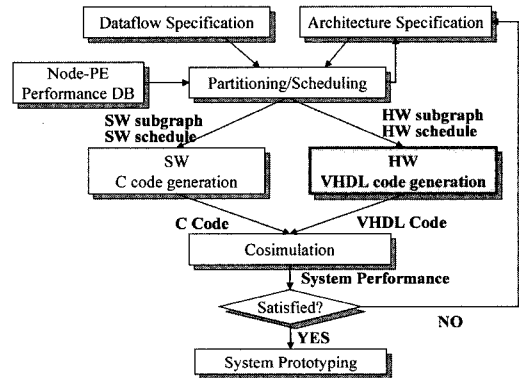 Dataflow Specification
Architecture Specification
Node-PE
Performance DB
Partitioning/Scheduling
SW subgraph
SW schedule
HW subgraph
HW schedule
SW
C code generation
HW
VHDL code generation
C Code
VHDL Code
Cosimulation
System Performance
Satisfied?
NO
YES
System Prototyping